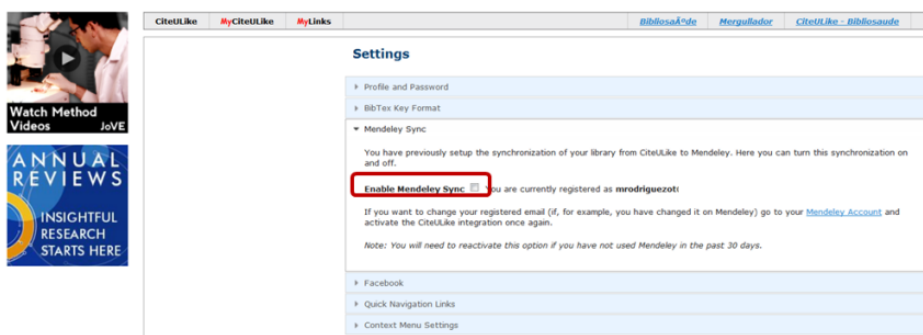 CiteULike MyCiteULike MyLinks BibliosaÃºde Mergullador CiteULike - Bibliosaude
Watch Method
Videos JoVE
ANNUAL
REVIEWS
INSIGHTFUL
RESEARCH
STARTS HERE
Settings
Profile and Password
BibTex Key Format
Mendeley Sync
You have previously setup the synchronization of your library from CiteULike to Mendeley. Here you can turn this synchronization on
and off.
Enable Mendeley Sync You are currently registered as mrodriguezot
If you want to change your registered email (if, for example, you have changed it on Mendeley) go to your Mendeley Account and
activate the CiteULike integration once again.
Note: You will need to reactivate this option if you have not used Mendeley in the past 30 days.
Facebook
Quick Navigation Links
Context Menu Settings